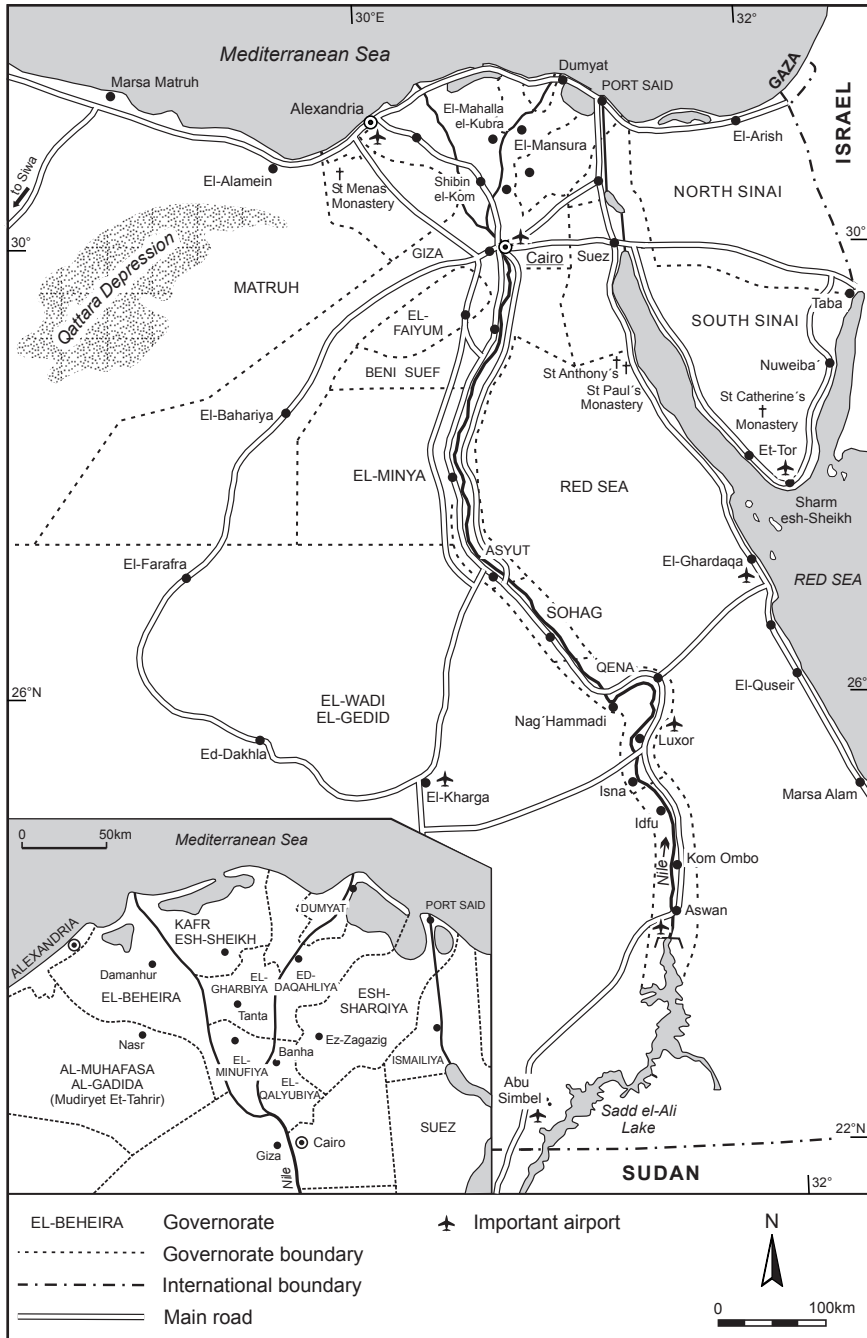 30°E
32°
Mediterranean Sea
Dumyat
Marsa Matruh
PORT SAID
GAZA
ISRAEL
Alexandria
El-Mahalla
el-Kubra
El-Arish
El-Mansura
to Siwa
El-Alamein
St Menas
Monastery
Shibin
el-Kom
NORTH SINAI
30°
30°
GIZA
Cairo
Suez
Qattara Depression
MATRUH
Taba
EL-
FAIYUM
SOUTH SINAI
BENI SUEF
St Anthony´s
St Paul´s
Monastery
Nuweiba´
St Catherine´s
Monastery
El-Bahariya
Et-Tor
EL-MINYA
RED SEA
Sharm
esh-Sheikh
ASYUT
El-Farafra
El-Ghardaqa
RED SEA
SOHAG
QENA
26°N
26°
EL-WADI
EL-GEDID
El-Quseir
Nag´Hammadi
Luxor
Ed-Dakhla
El-Kharga
Isna
Marsa Alam
Idfu
Nile
Kom Ombo
Aswan
Abu
Simbel
Sadd el-Ali
Lake
22°N
SUDAN
32°
0 50km
Mediterranean Sea
DUMYAT
PORT SAID
ALEXANDRIA
KAFR
ESH-SHEIKH
Damanhur
EL-
GHARBIYA
ED-
DAQAHLIYA
EL-BEHEIRA
ESH-
SHARQIYA
Tanta
Nasr
Ez-Zagazig
Banha
ISMAILIYA
EL-
MINUFIYA
AL-MUHAFASA
AL-GADIDA
(Mudiryet Et-Tahrir)
EL-
QALYUBIYA
SUEZ
Cairo
Giza
Nile
EL-BEHEIRA Governorate
Important airport
Governorate boundary
International boundary
Main road
N
0 100km